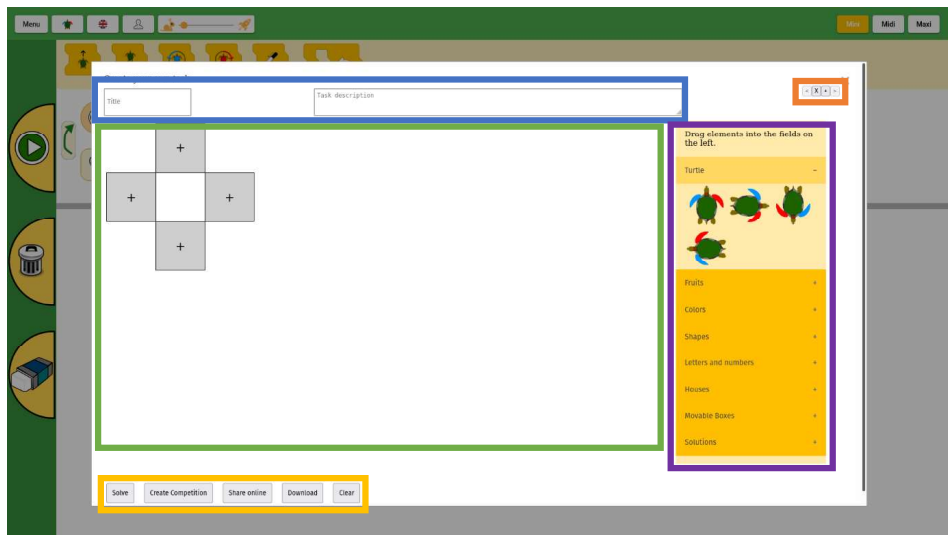 Menu
Mini Midi Maxi
Title
Task description
< X + >
Drag elements into the fields on
the left.
Turtle −
+
+ +
+
Fruits +
Colors +
Shapes +
Letters and numbers +
Houses +
Movable Boxes +
Solutions +
Solve Create Competition Share online Download Clear